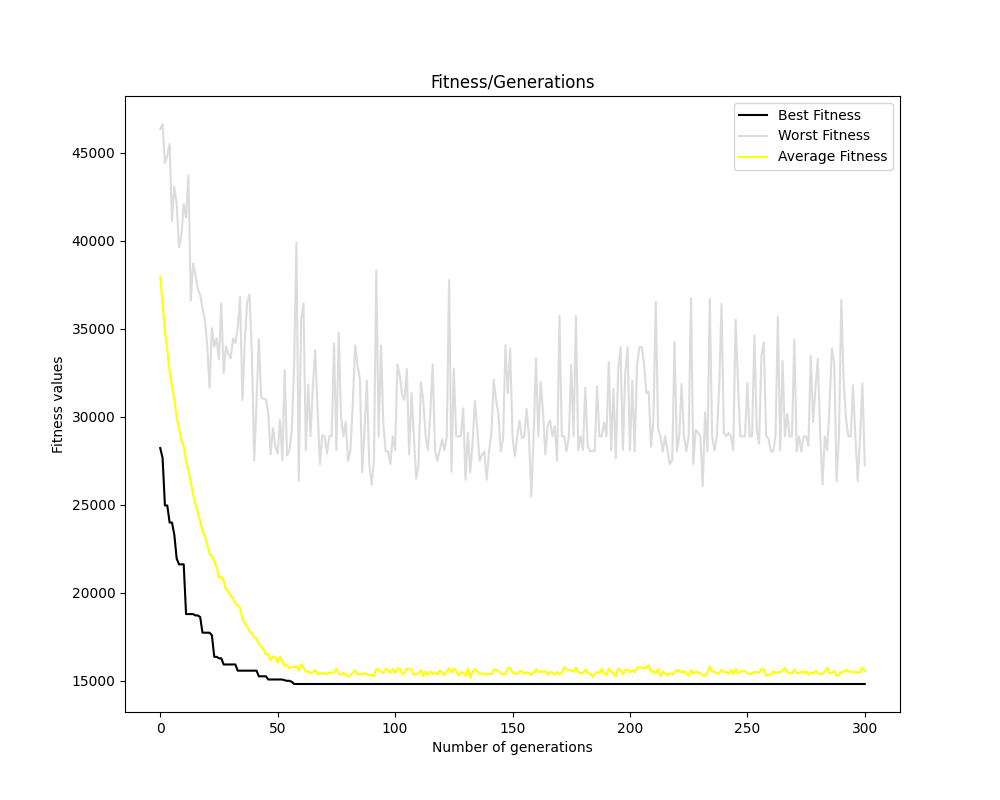 Fitness/Generations
Best Fitness
Worst Fitness
Average Fitness
Fitness values
45000
40000
35000
30000
25000
20000
15000
0 50 100 150 200 250 300
Number of generations